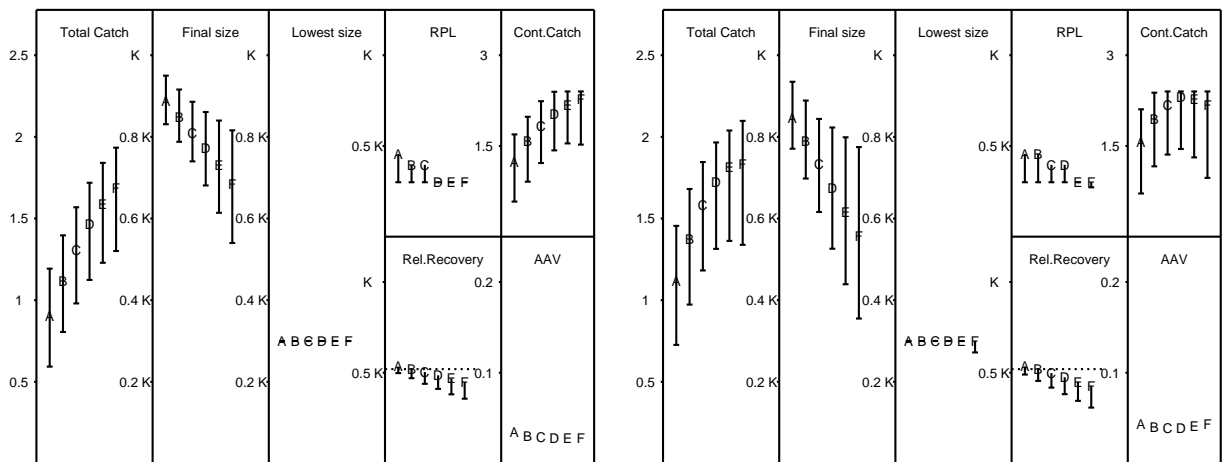 Total Catch Final size Lowest size RPL Cont.Catch Total Catch Final size Lowest size RPL Cont.Catch
2.5 K K 3 2.5 K K 3
2 0.8 K 0.8 K 0.5 K 1.5 2 0.8 K 0.8 K 0.5 K 1.5
1.5 0.6 K 0.6 K 1.5 0.6 K 0.6 K
Rel.Recovery AAV Rel.Recovery AAV
K 0.2 K 0.2
1 0.4 K 0.4 K 1 0.4 K 0.4 K
0.5 0.2 K 0.2 K 0.5 K 0.1 0.5 0.2 K 0.2 K 0.5 K 0.1
A B C D E F A B C D E F A B C D E F A B C D E F A B C D E F
A B C D E F A B C D E F
A B C D E F A B C D E F A B C D E F A B C D E F A B C D E F
A B C D E F A B C D E F